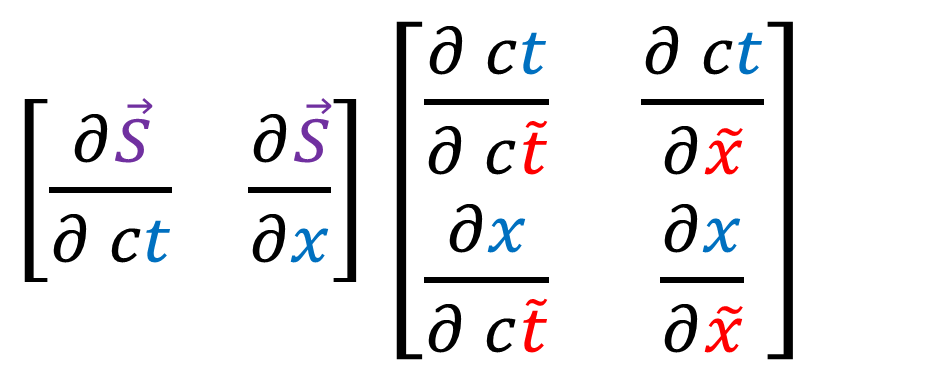 [∂S⃗/∂ ct ∂S⃗/∂x] [∂ ct/∂ ct̃ ∂ ct/∂x̃
∂x/∂ ct̃ ∂x/∂x̃]